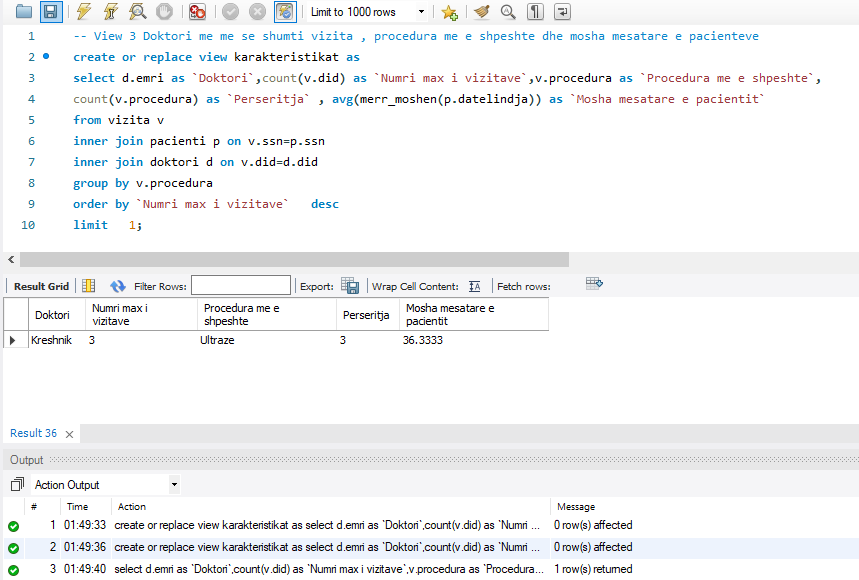 Limit to 1000 rows
1 -- View 3 Doktori me me se shumti vizita , procedura me e shpeshte dhe mosha mesatare e pacienteve
2 create or replace view karakteristikat as
3 select d.emri as `Doktori`,count(v.did) as `Numri max i vizitave`,v.procedura as `Procedura me e shpeshte`,
4 count(v.procedura) as `Perseritja` , avg(merr_moshen(p.datelindja)) as `Mosha mesatare e pacientit`
5 from vizita v
6 inner join pacienti p on v.ssn=p.ssn
7 inner join doktori d on v.did=d.did
8 group by v.procedura
9 order by `Numri max i vizitave` desc
10 limit 1;
Result Grid Filter Rows: Export: Wrap Cell Content: Fetch rows:
Doktori Numri max i vizitave Procedura me e shpeshte Perseritja Mosha mesatare e pacientit
Kreshnik 3 Ultraze 3 36.3333
Result 36
Output
Action Output
# Time Action Message
1 01:49:33 create or replace view karakteristikat as select d.emri as `Doktori`,count(v.did) as `Numri ... 0 row(s) affected
2 01:49:36 create or replace view karakteristikat as select d.emri as `Doktori`,count(v.did) as `Numri ... 0 row(s) affected
3 01:49:40 select d.emri as `Doktori`,count(v.did) as `Numri max i vizitave`,v.procedura as `Procedura... 1 row(s) returned